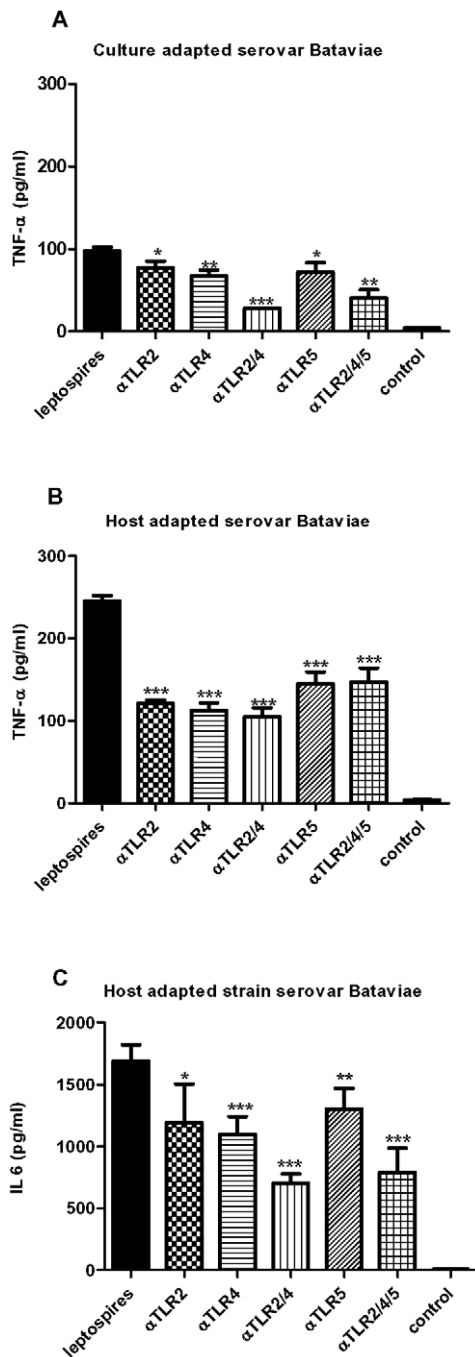 A
Culture adapted serovar Bataviae
300
200
100
0
TNF-α (pg/ml)
*
**
***
*
**
leptospires
αTLR2
αTLR4
αTLR2/4
αTLR5
αTLR2/4/5
control
B
Host adapted serovar Bataviae
300
200
100
0
TNF-α (pg/ml)
***
***
***
***
***
leptospires
αTLR2
αTLR4
αTLR2/4
αTLR5
αTLR2/4/5
control
C
Host adapted strain serovar Bataviae
2000
1500
1000
500
0
IL 6 (pg/ml)
*
***
***
**
***
leptospires
αTLR2
αTLR4
αTLR2/4
αTLR5
αTLR2/4/5
control